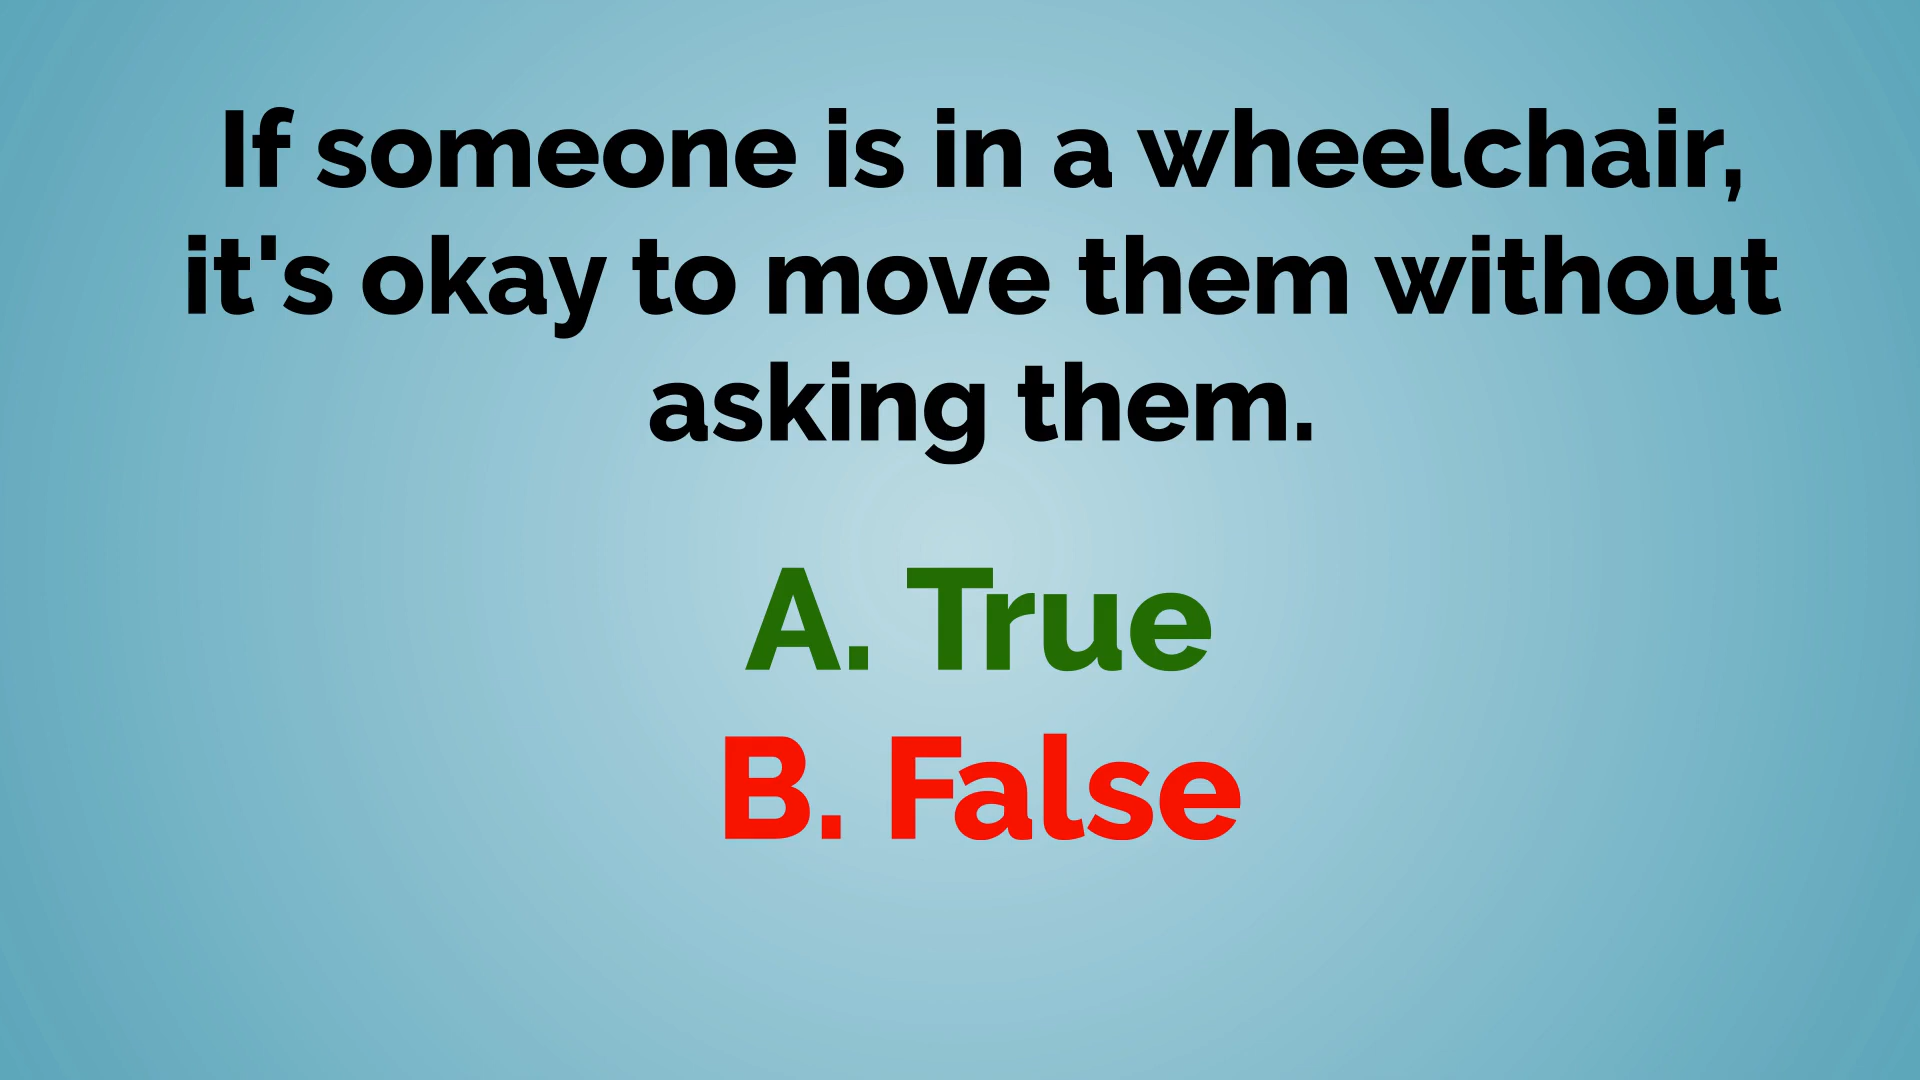 If someone is in a wheelchair,
it's okay to move them without
asking them.
A. True
B. False